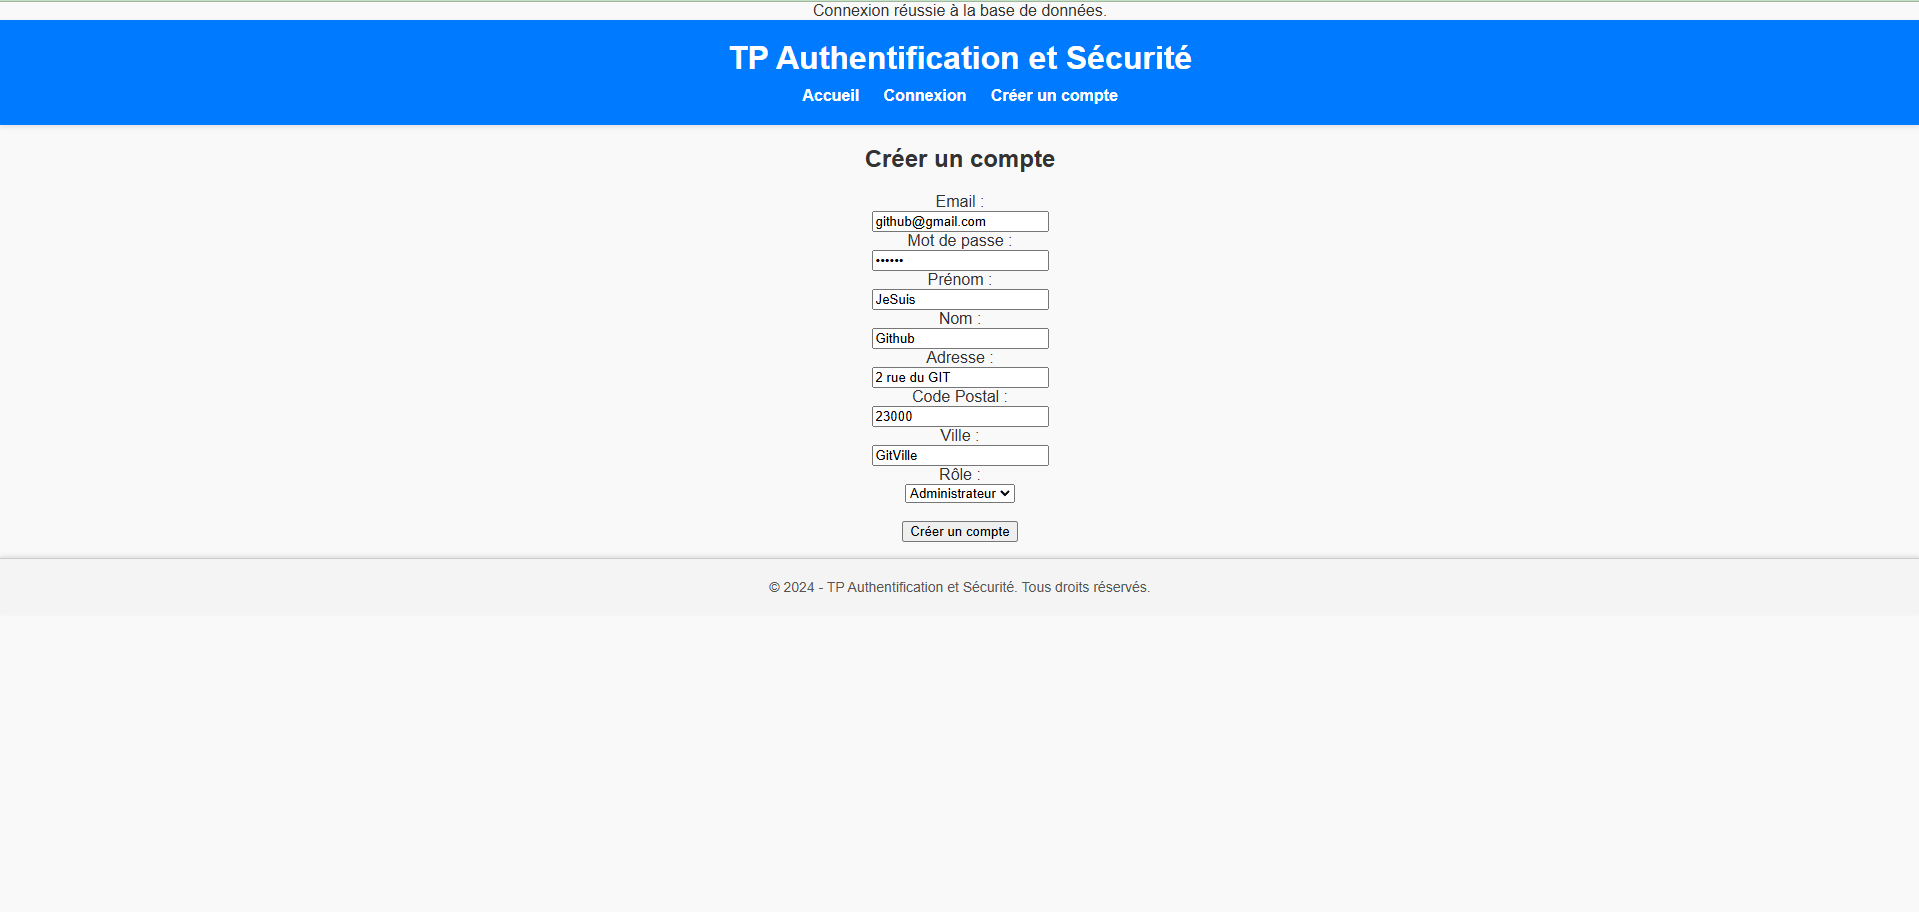 Connexion réussie à la base de données.
TP Authentification et Sécurité
Accueil Connexion Créer un compte
Créer un compte
Email :
github@gmail.com
Mot de passe :
••••••
Prénom :
JeSuis
Nom :
Github
Adresse :
2 rue du GIT
Code Postal :
23000
Ville :
GitVille
Rôle :
Administrateur
Créer un compte
© 2024 - TP Authentification et Sécurité. Tous droits réservés.